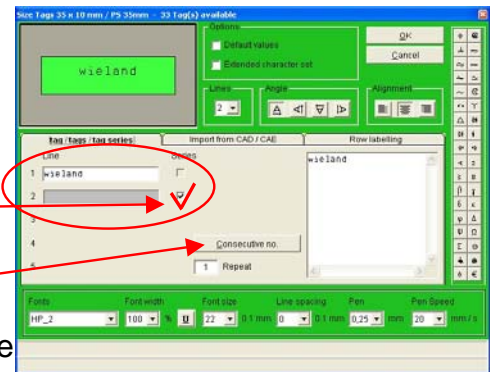 Size Tags 35 x 10 mm / PS 35mm - 33 Tag(s) available
wieland
Options
Default values
Extended character set
OK
Cancel
Lines
2
Angle
A
Alignment
tag /tags /tag series
Import from CAD / CAE
Row labelling
Line
Series
1 wieland
2
3
4
5
Consecutive no.
1 Repeat
wieland
Fonts
Font width
Font size
Line spacing
Pen
Pen Speed
HP_2
100 % U
22 0.1 mm
0 0.1 mm
0,25 mm
20 mm / s
e